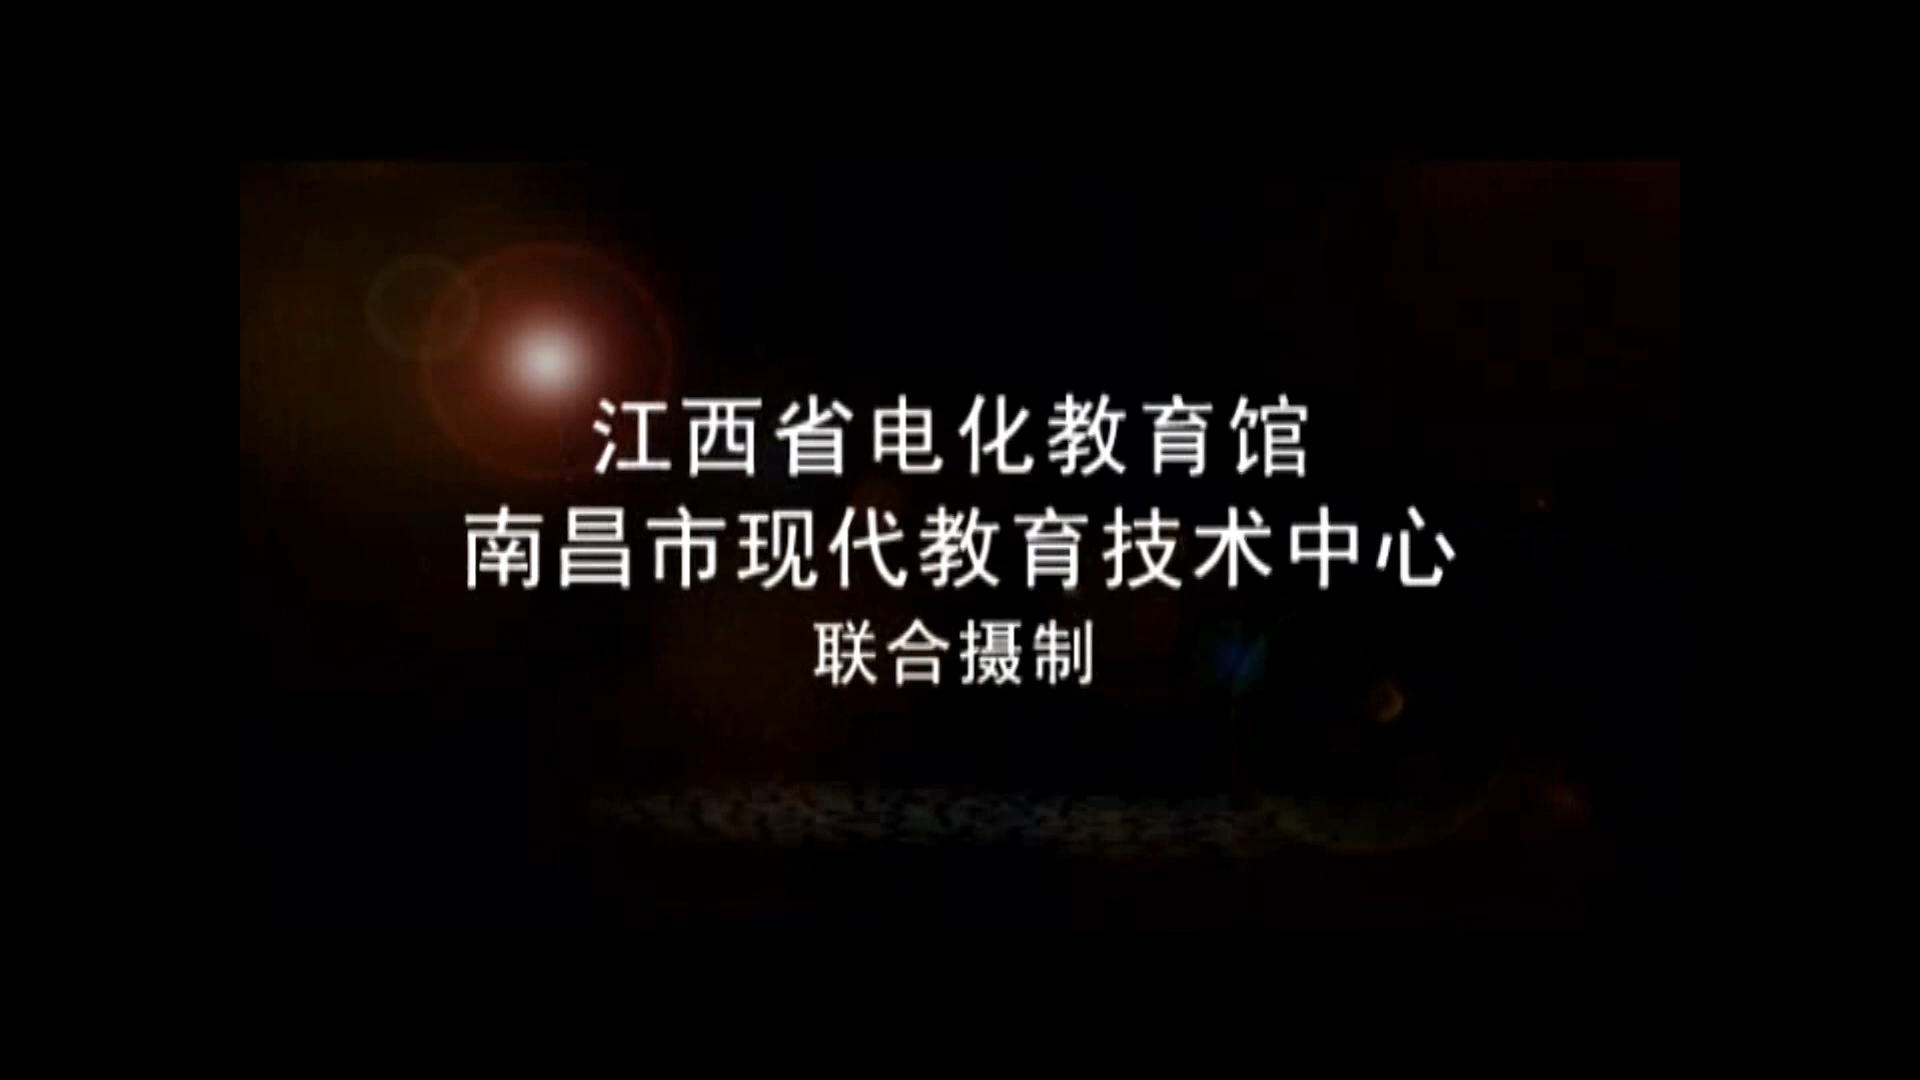 江西省电化教育馆
南昌市现代教育技术中心
联合摄制